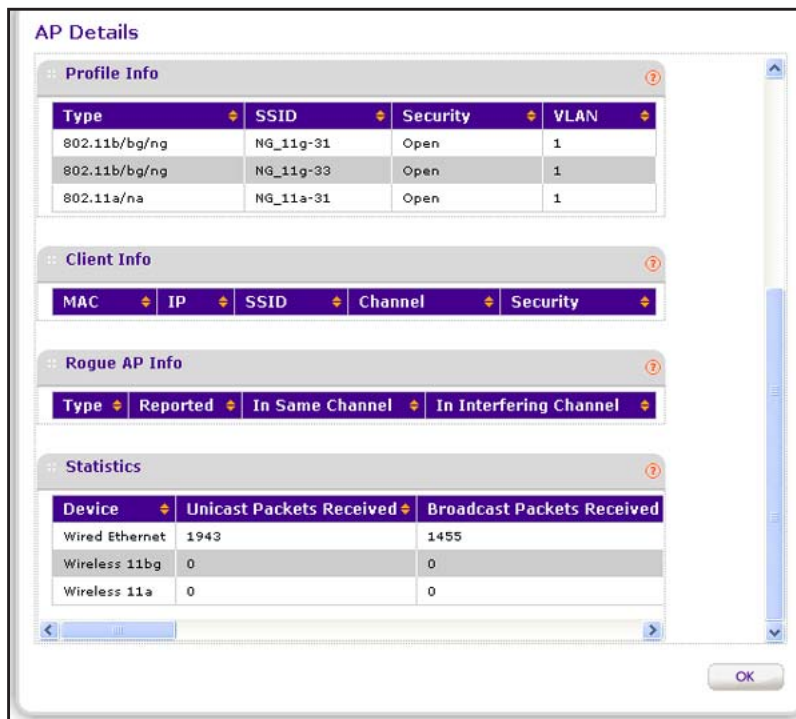 AP Details
Profile Info
Type SSID Security VLAN
802.11b/bg/ng NG_11g-31 Open 1
802.11b/bg/ng NG_11g-33 Open 1
802.11a/na NG_11a-31 Open 1
Client Info
MAC IP SSID Channel Security
Rogue AP Info
Type Reported In Same Channel In Interfering Channel
Statistics
Device Unicast Packets Received Broadcast Packets Received
Wired Ethernet 1943 1455
Wireless 11bg 0 0
Wireless 11a 0 0
OK